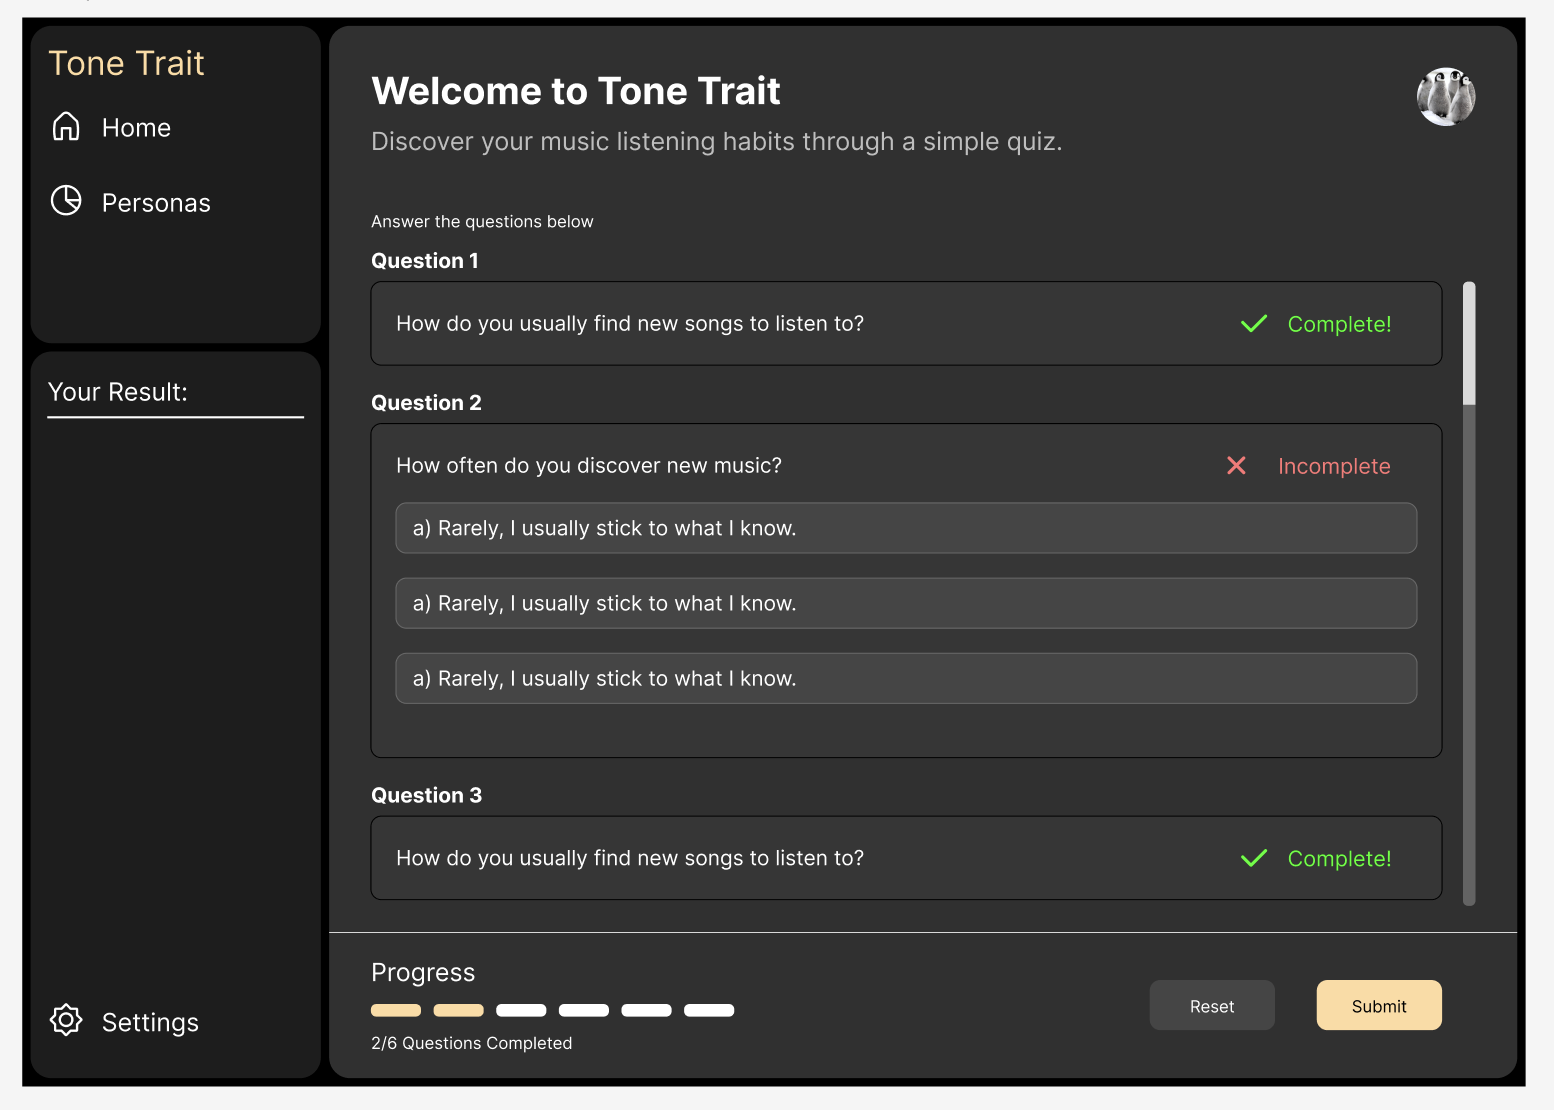 Tone Trait
Home
Personas
Your Result:
Settings
Welcome to Tone Trait
Discover your music listening habits through a simple quiz.
Answer the questions below
Question 1
How do you usually find new songs to listen to?
Complete!
Question 2
How often do you discover new music?
Incomplete
a) Rarely, I usually stick to what I know.
a) Rarely, I usually stick to what I know.
a) Rarely, I usually stick to what I know.
Question 3
How do you usually find new songs to listen to?
Complete!
Progress
2/6 Questions Completed
Reset
Submit